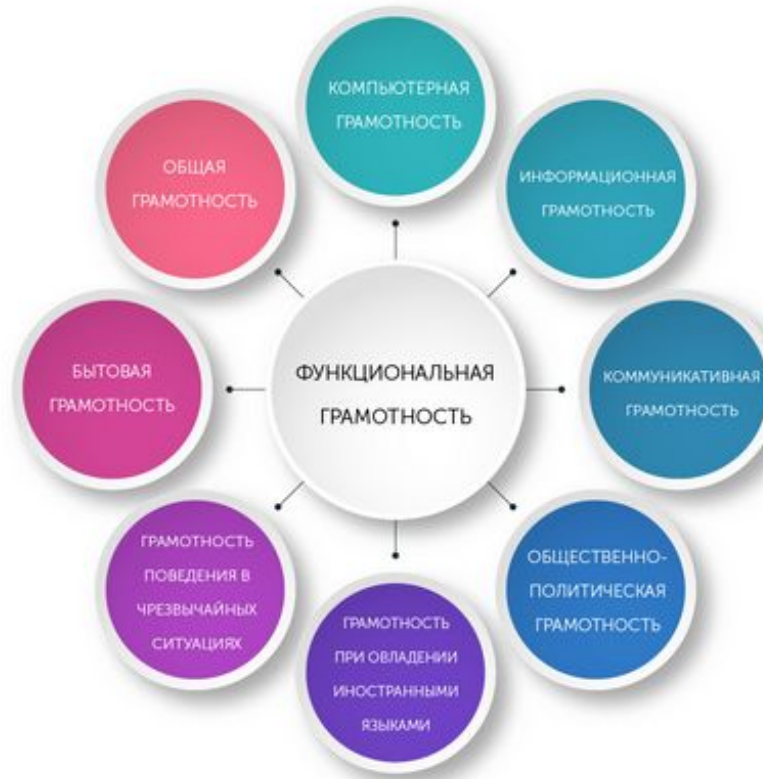 КОМПЬЮТЕРНАЯ
ГРАМОТНОСТЬ
ОБЩАЯ
ГРАМОТНОСТЬ
ИНФОРМАЦИОННАЯ
ГРАМОТНОСТЬ
БЫТОВАЯ
ГРАМОТНОСТЬ
ФУНКЦИОНАЛЬНАЯ
ГРАМОТНОСТЬ
КОММУНИКАТИВНАЯ
ГРАМОТНОСТЬ
ГРАМОТНОСТЬ
ПОВЕДЕНИЯ В
ЧРЕЗВЫЧАЙНЫХ
СИТУАЦИЯХ
ОБЩЕСТВЕННО-
ПОЛИТИЧЕСКАЯ
ГРАМОТНОСТЬ
ГРАМОТНОСТЬ
ПРИ ОВЛАДЕНИИ
ИНОСТРАННЫМИ
ЯЗЫКАМИ